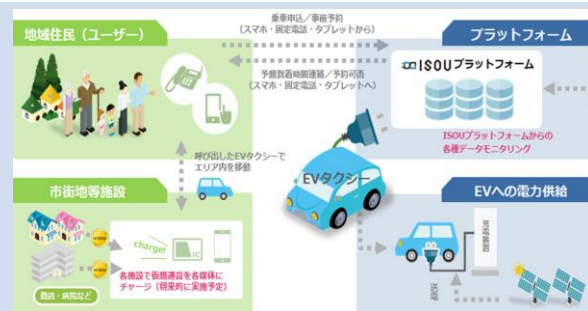 地域住民（ユーザー）
乗車申込／事前予約
（スマホ・固定電話・タブレットから）
予想到着時間連絡／予約可否
（スマホ・固定電話・タブレットへ）
プラットフォーム
ISOUプラットフォーム
ISOUプラットフォームからの
各種データモニタリング
呼び出したEVタクシーで
エリア内を移動
EVタクシー
市街地等施設
charge!
IC
各施設で仮想通貨を各媒体に
チャージ（将来的に実施予定）
商店・病院など
EVへの電力供給
充電装置